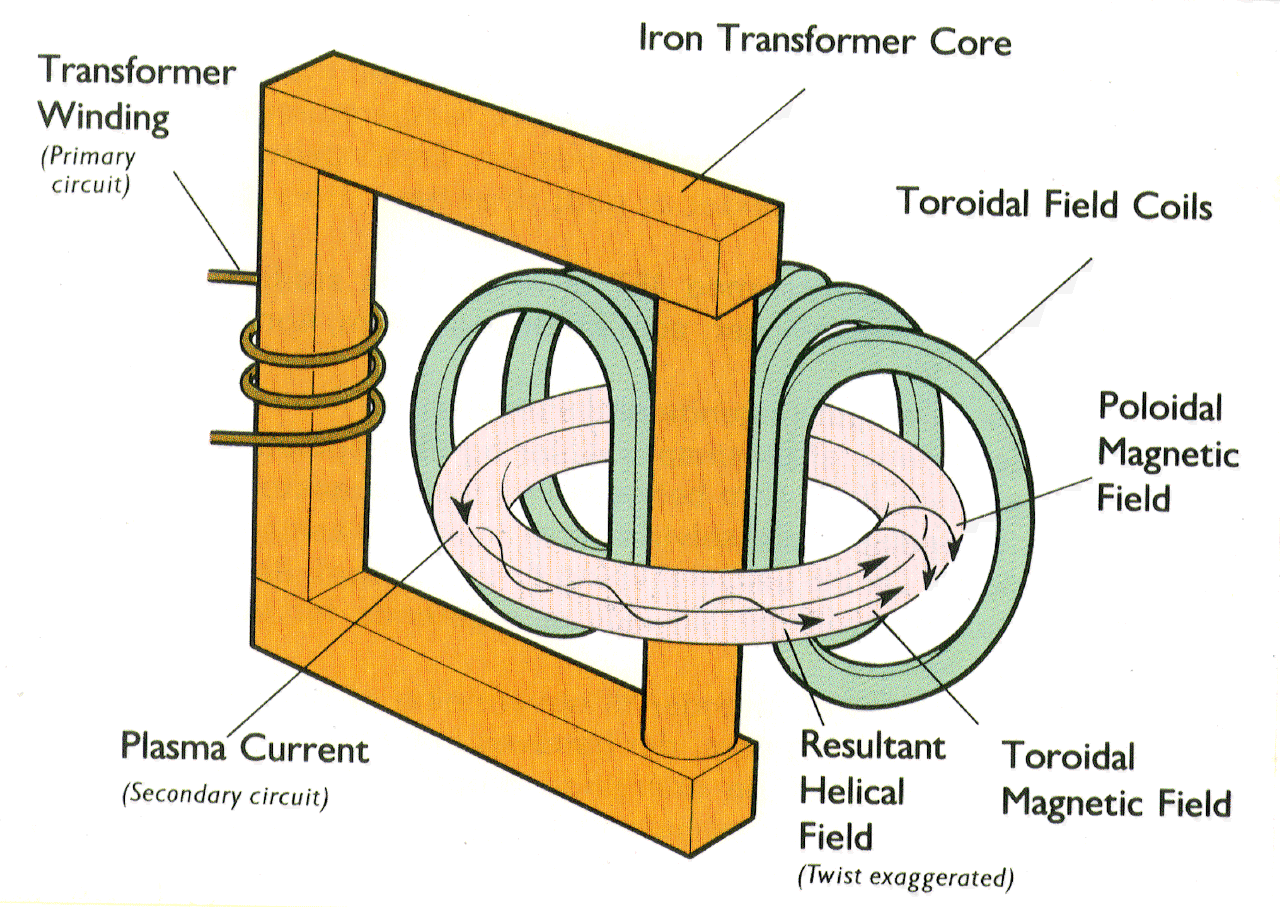 Iron Transformer Core
Transformer
Winding
(Primary
circuit)
Toroidal Field Coils
Poloidal
Magnetic
Field
Plasma Current
(Secondary circuit)
Resultant
Helical
Field
(Twist exaggerated)
Toroidal
Magnetic Field